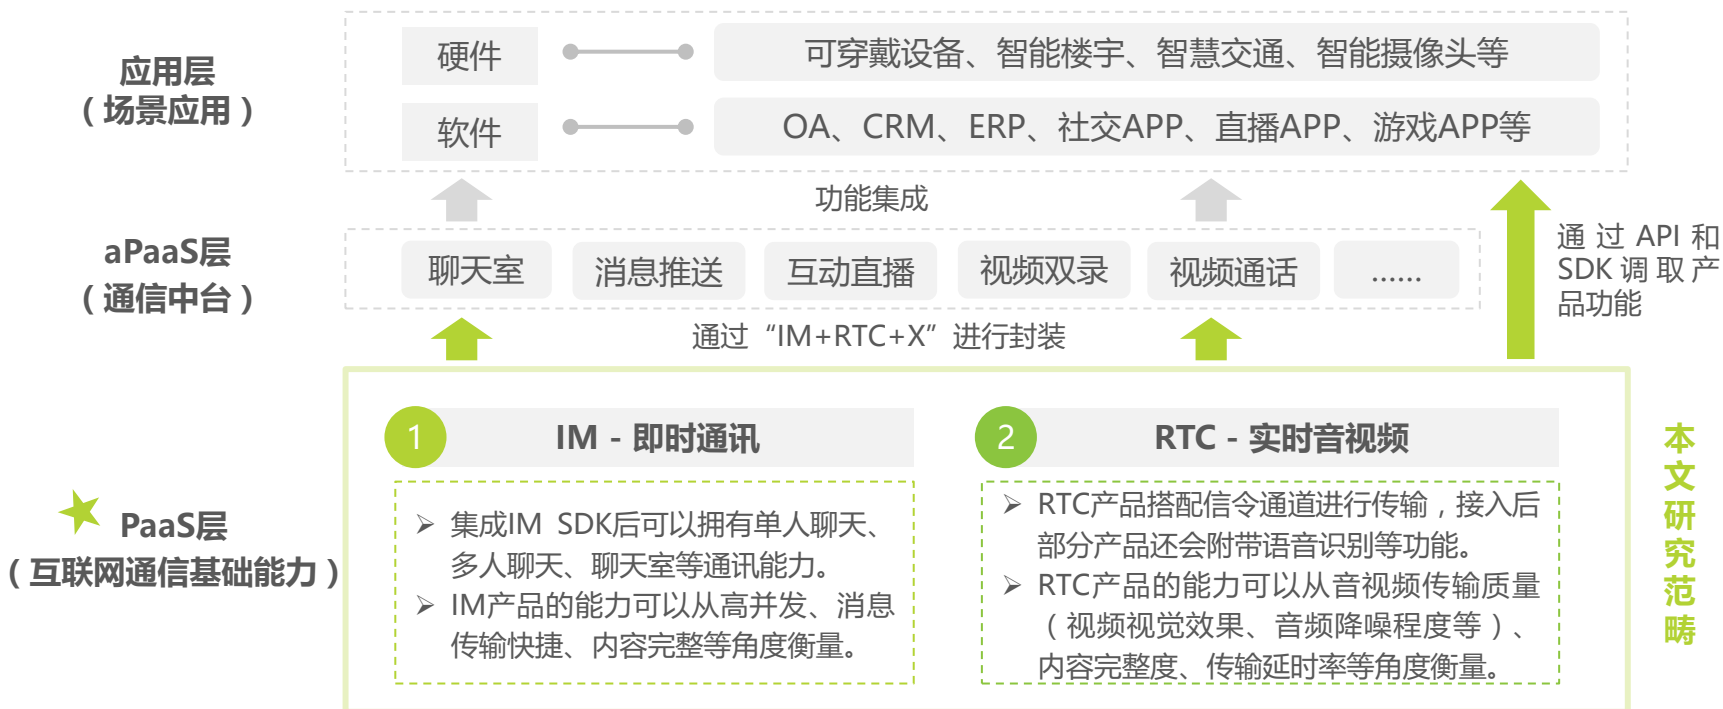 应用层
（场景应用）
硬件
可穿戴设备、智能楼宇、智慧交通、智能摄像头等
软件
OA、CRM、ERP、社交APP、直播APP、游戏APP等
功能集成
aPaaS层
（通信中台）
聊天室
消息推送
互动直播
视频双录
视频通话
......
通过 API 和
SDK 调取产
品功能
通过“IM+RTC+X”进行封装
PaaS层
（互联网通信基础能力）
1
IM - 即时通讯
➢ 集成IM SDK后可以拥有单人聊天、
多人聊天、聊天室等通讯能力。
➢ IM产品的能力可以从高并发、消息
传输快捷、内容完整等角度衡量。
2
RTC - 实时音视频
➢ RTC产品搭配信令通道进行传输，接入后
部分产品还会附带语音识别等功能。
➢ RTC产品的能力可以从音视频传输质量
（视频视觉效果、音频降噪程度等）、
内容完整度、传输延时率等角度衡量。
本文研究范畴